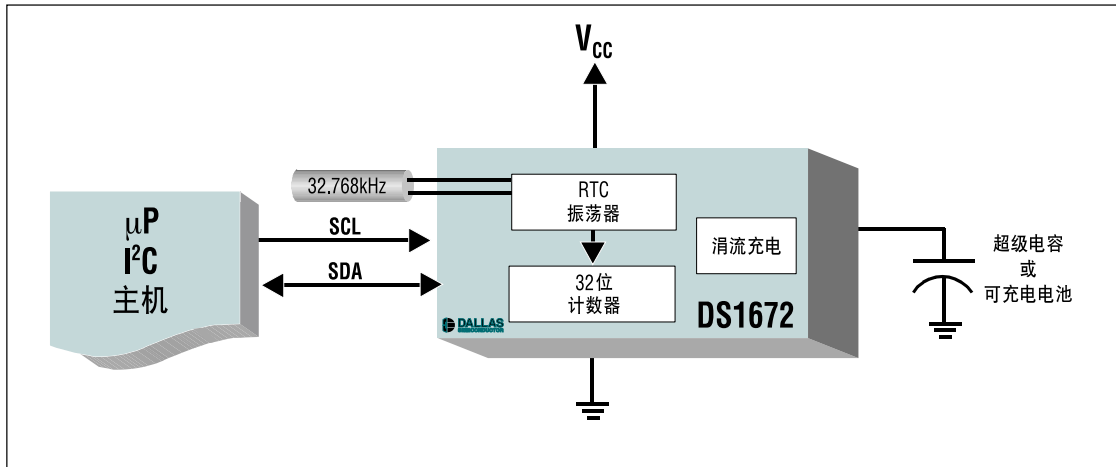 VCC
32.768kHz
μP
I²C
主机
SCL
SDA
RTC
振荡器
32位
计数器
涓流充电
DALLAS
SEMICONDUCTOR
DS1672
超级电容
或
可充电电池